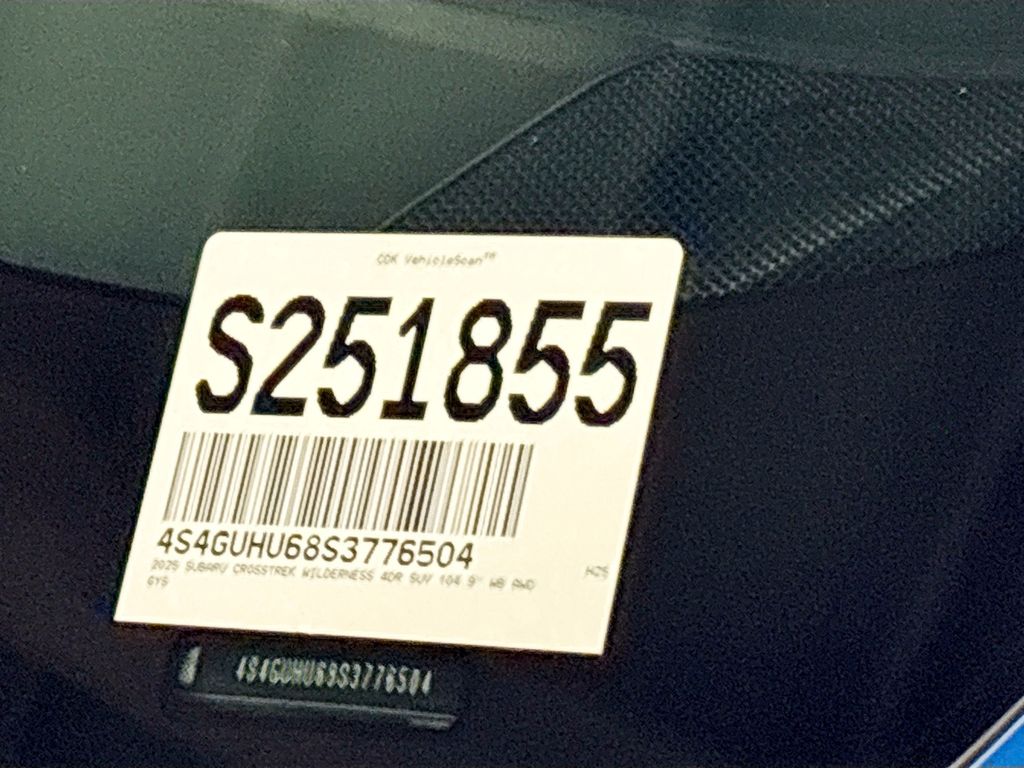 CDK VehicleScan™
S251855
4S4GUHU68S3776504
2025 SUBARU CROSSTREK WILDERNESS 4DR SUV 104.9" WB AWD
H25
GYS
4S4GUHU68S3776504